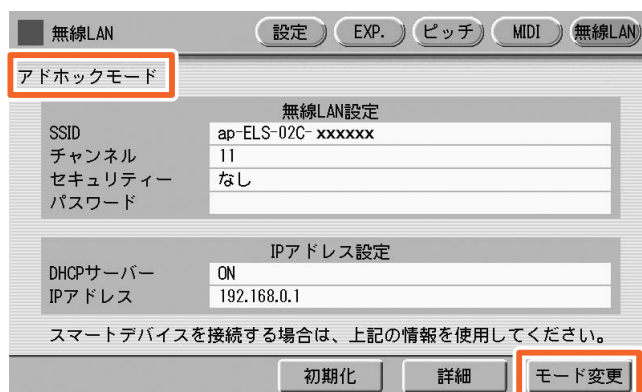 無線LAN 設定 EXP. ピッチ MIDI 無線LAN
アドホックモード
無線LAN設定
SSID ap-ELS-02C-xxxxxx
チャンネル 11
セキュリティー なし
パスワード
IPアドレス設定
DHCPサーバー ON
IPアドレス 192.168.0.1
スマートデバイスを接続する場合は、上記の情報を使用してください。
初期化 詳細 モード変更